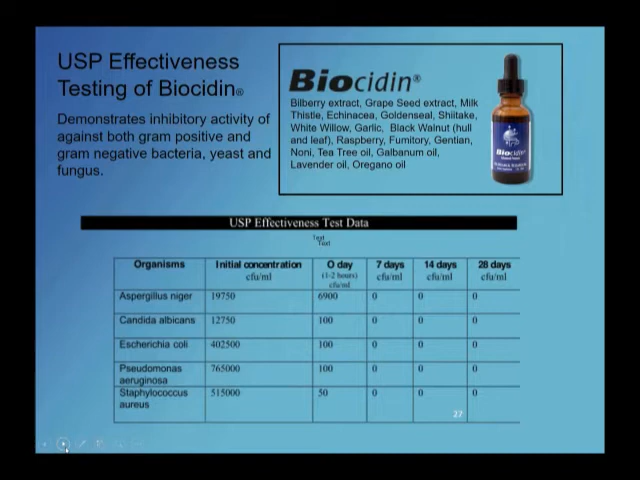 USP Effectiveness
Testing of Biocidin®
Demonstrates inhibitory activity of
against both gram positive and
gram negative bacteria, yeast and
fungus.
Biocidin®
Bilberry extract, Grape Seed extract, Milk
Thistle, Echinacea, Goldenseal, Shiitake,
White Willow, Garlic, Black Walnut (hull
and leaf), Raspberry, Fumitory, Gentian,
Noni, Tea Tree oil, Galbanum oil,
Lavender oil, Oregano oil
Biocidin
USP Effectiveness Test Data
Text
Text
Organisms Initial concentration cfu/ml O day (1-2 hours) cfu/ml 7 days cfu/ml 14 days cfu/ml 28 days cfu/ml
Aspergillus niger 19750 6900 0 0 0
Candida albicans 12750 100 0 0 0
Escherichia coli 402500 100 0 0 0
Pseudomonas aeruginosa 765000 100 0 0 0
Staphylococcus aureus 515000 50 0 0 0
27